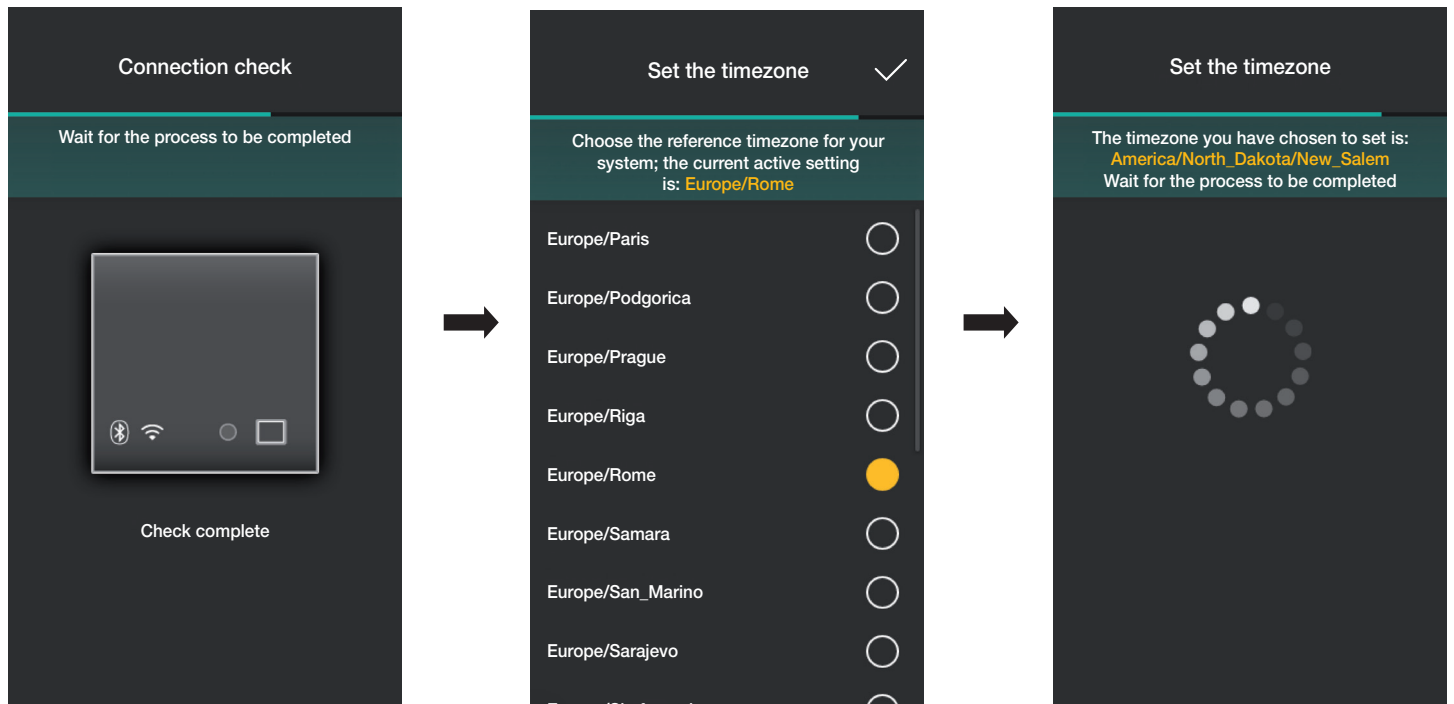 Connection check
Wait for the process to be completed
Check complete
Set the timezone
Choose the reference timezone for your
system; the current active setting
is: Europe/Rome
Europe/Paris
Europe/Podgorica
Europe/Prague
Europe/Riga
Europe/Rome
Europe/Samara
Europe/San_Marino
Europe/Sarajevo
Set the timezone
The timezone you have chosen to set is:
America/North_Dakota/New_Salem
Wait for the process to be completed